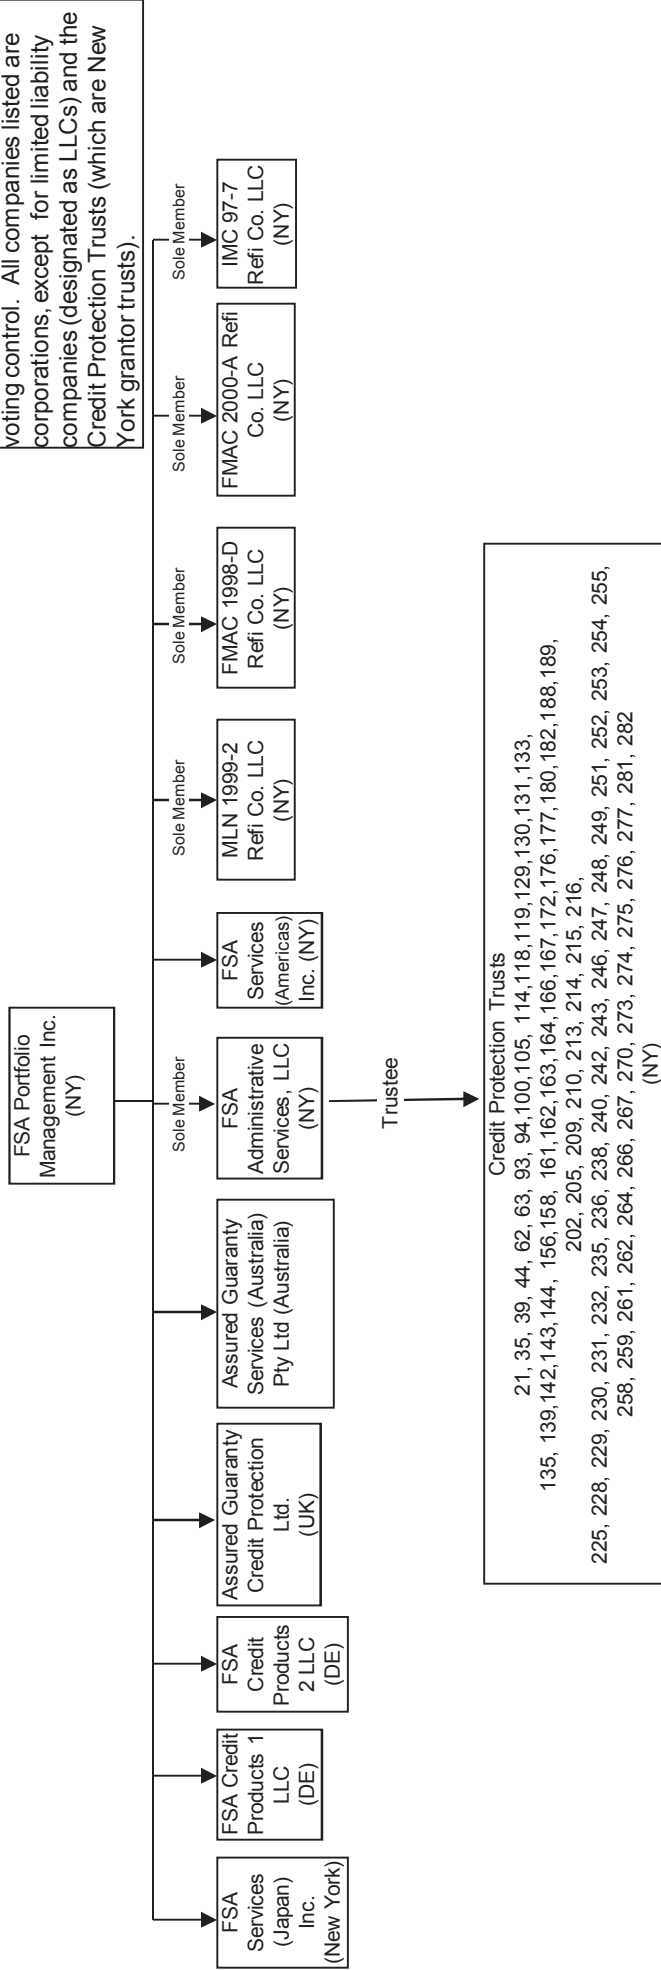 voting control. All companies listed are
corporations, except for limited liability
companies (designated as LLCs) and the
Credit Protection Trusts (which are New
York grantor trusts).
FSA Portfolio
Management Inc.
(NY)
FSA
Services
(Japan)
Inc.
(New York)
FSA Credit
Products 1
LLC
(DE)
FSA
Credit
Products
2 LLC
(DE)
Assured Guaranty
Credit Protection
Ltd.
(UK)
Assured Guaranty
Services (Australia)
Pty Ltd (Australia)
Sole Member
FSA
Administrative
Services, LLC
(NY)
FSA
Services
(Americas)
Inc. (NY)
Sole Member
MLN 1999-2
Refi Co. LLC
(NY)
Sole Member
FMAC 1998-D
Refi Co. LLC
(NY)
Sole Member
FMAC 2000-A Refi
Co. LLC
(NY)
Sole Member
IMC 97-7
Refi Co. LLC
(NY)
Trustee
Credit Protection Trusts
21, 35, 39, 44, 62, 63, 93, 94,100,105, 114,118,119,129,130,131,133,
135, 139,142,143,144, 156,158, 161,162,163,164,166,167,172,176,177,180,182,188,189,
202, 205, 209, 210, 213, 214, 215, 216,
225, 228, 229, 230, 231, 232, 235, 236, 238, 240, 242, 243, 246, 247, 248, 249, 251, 252, 253, 254, 255,
258, 259, 261, 262, 264, 266, 267, 270, 273, 274, 275, 276, 277, 281, 282
(NY)